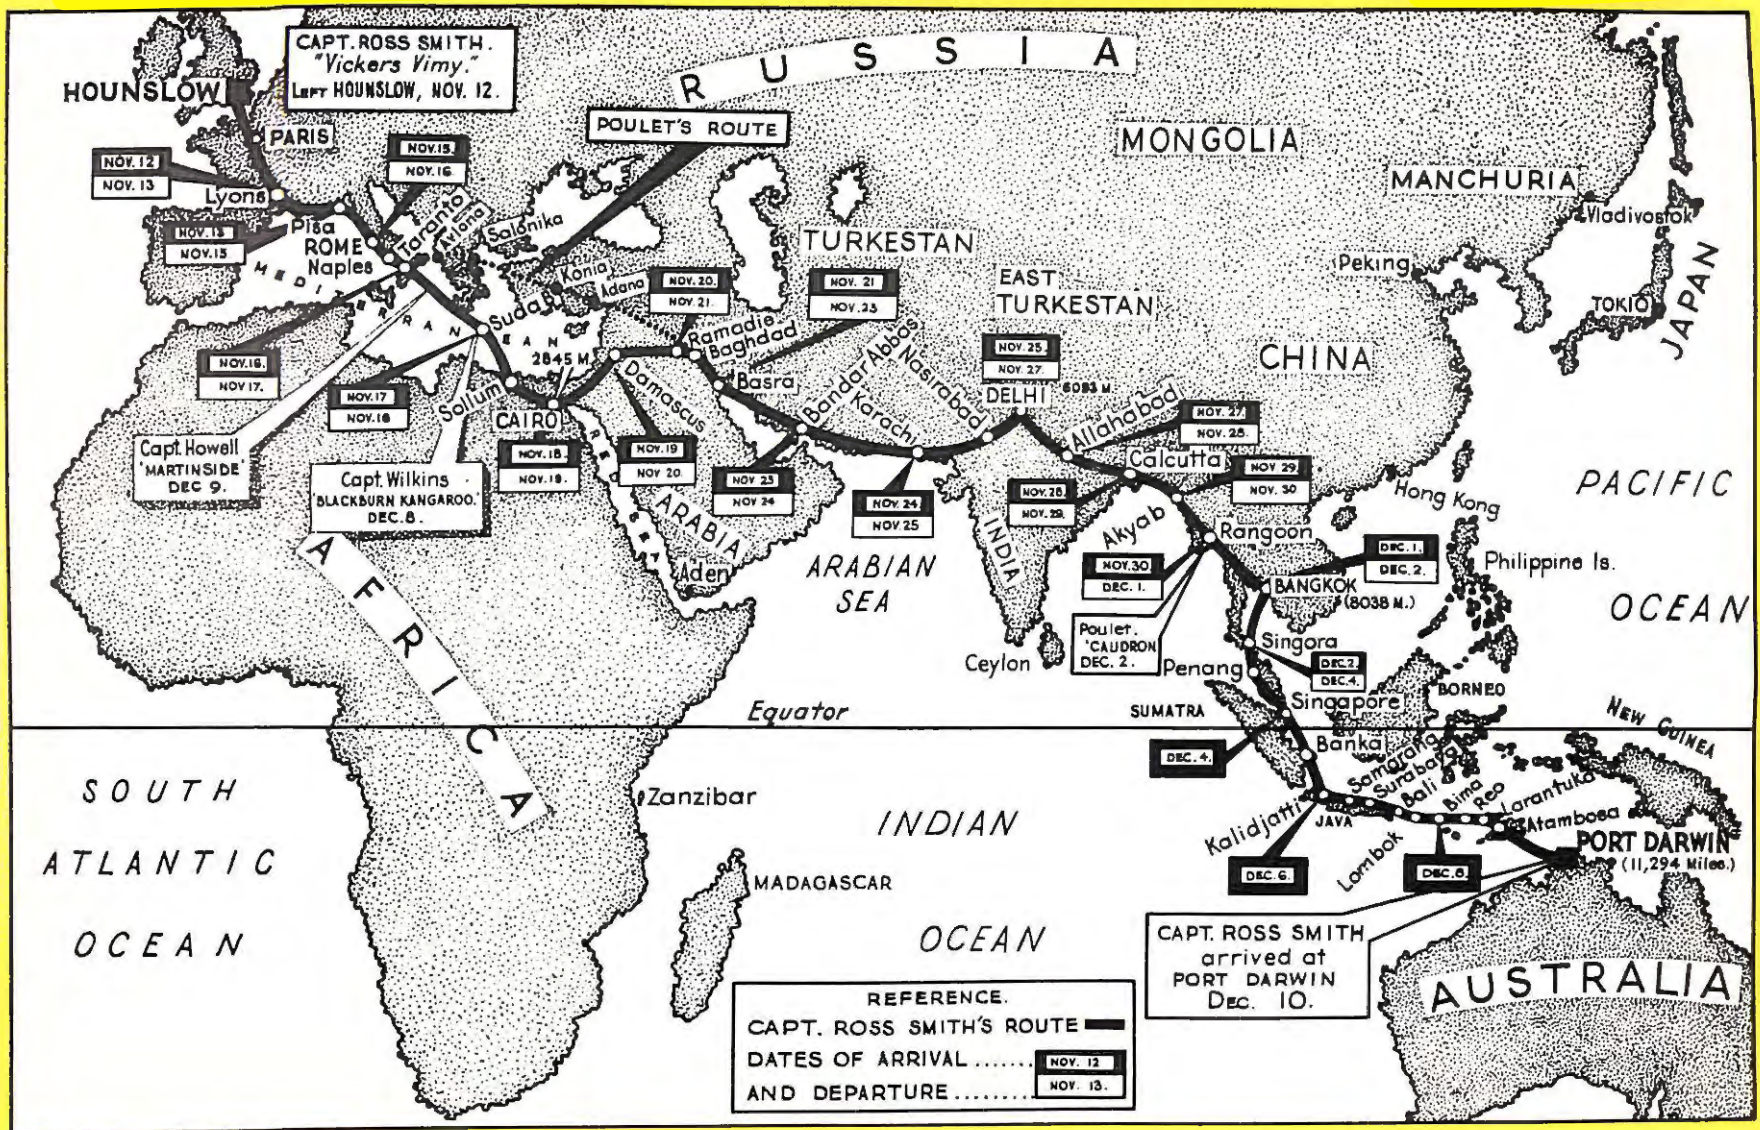 CAPT. ROSS SMITH.
"Vickers Vimy."
LEFT HOUNSLOW, NOV. 12.
RUSSIA
HOUNSLOW
PARIS
POULET'S ROUTE
MONGOLIA
MANCHURIA
Vladivostok
JAPAN
TOKIO
Peking
NOV. 12
NOV. 13
Lyons
NOV. 15.
NOV. 16.
NOV. 13
NOV. 15
Pisa
ROME
Naples
Taranto
Avlona
Salonika
TURKESTAN
EAST
TURKESTAN
CHINA
MEDITERRANEAN
Konia
Adana
NOV. 20.
NOV. 21.
NOV. 21
NOV. 23
Suda
Ramadie
Baghdad
Basra
Bandar Abbas
Karachi
Nasirabad
NOV. 25.
NOV. 27.
DELHI
6093 M.
Allahabad
NOV. 27.
NOV. 28.
NOV. 16.
NOV 17.
NOV. 17
NOV. 18
Sollum
2845 M.
CAIRO
Damascus
NOV. 18.
NOV. 19.
NOV. 19
NOV 20.
NOV 23
NOV 24
NOV. 24.
NOV. 25
Calcutta
NOV 29.
NOV. 30.
NOV. 28.
NOV. 29.
Capt. Howell
'MARTINSIDE'
DEC 9.
Capt. Wilkins
'BLACKBURN KANGAROO.'
DEC. 8.
RED SEA
ARABIA
Aden
ARABIAN
SEA
INDIA
Akyab
Rangoon
Hong Kong
PACIFIC
OCEAN
NOV. 30.
DEC. 1.
DEC. 1.
DEC. 2.
BANGKOK
(8038 M.)
Philippine Is.
AFRICA
Poulet.
'CAUDRON
DEC. 2.
Ceylon
Singora
DEC. 2.
DEC. 4.
Penang
Singapore
BORNEO
Equator
SUMATRA
NEW GUINEA
DEC. 4.
Banka
SOUTH
ATLANTIC
OCEAN
Zanzibar
INDIAN
OCEAN
MADAGASCAR
Kalidjatti
JAVA
Samarang
Surabaya
Bali
Lombok
Bima
Reo
Larantuka
Atamboea
DEC. 6.
DEC. 8.
PORT DARWIN
(11,294 Miles.)
CAPT. ROSS SMITH
arrived at
PORT DARWIN
DEC. 10.
AUSTRALIA
REFERENCE.
CAPT. ROSS SMITH'S ROUTE
DATES OF ARRIVAL ...... NOV. 12
AND DEPARTURE ........ NOV. 13.